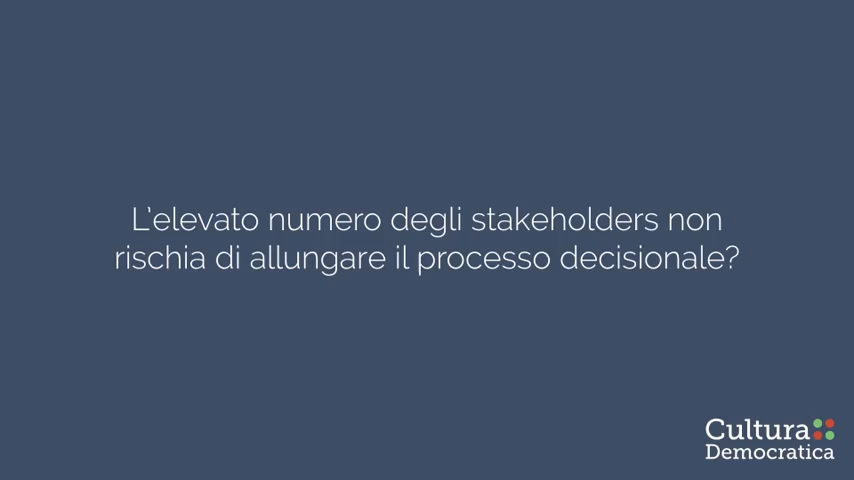 L'elevato numero degli stakeholders non
rischia di allungare il processo decisionale?
Cultura
Democratica